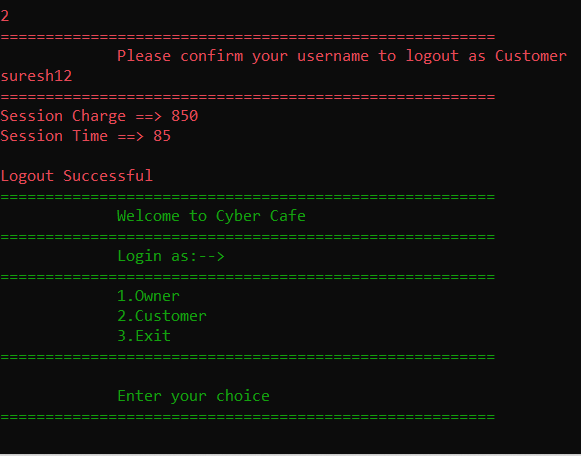 2
=======================================================
Please confirm your username to logout as Customer
suresh12
=======================================================
Session Charge ==> 850
Session Time ==> 85
Logout Successful
=======================================================
Welcome to Cyber Cafe
=======================================================
Login as:-->
=======================================================
1.Owner
2.Customer
3.Exit
=======================================================
Enter your choice
=======================================================